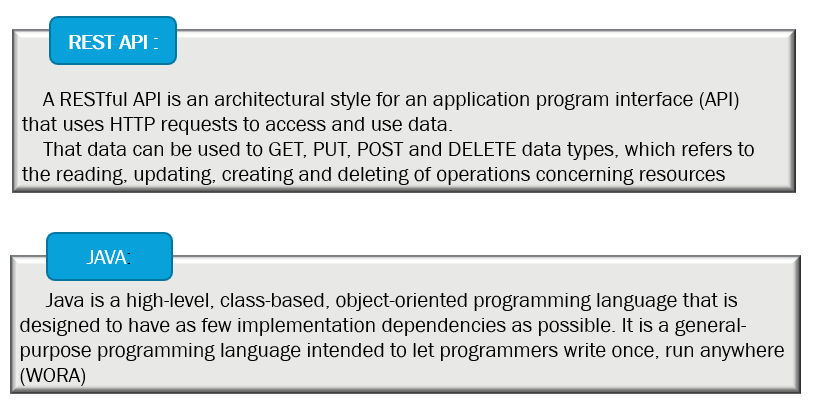 REST API :
A RESTful API is an architectural style for an application program interface (API)
that uses HTTP requests to access and use data.
That data can be used to GET, PUT, POST and DELETE data types, which refers to
the reading, updating, creating and deleting of operations concerning resources
JAVA:
Java is a high-level, class-based, object-oriented programming language that is
designed to have as few implementation dependencies as possible. It is a general-
purpose programming language intended to let programmers write once, run anywhere
(WORA)